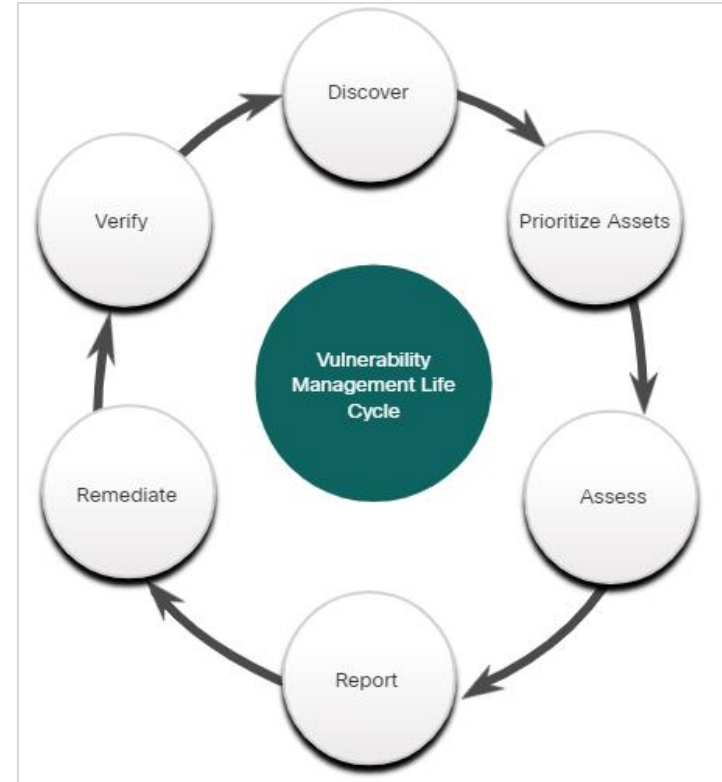 Discover
Prioritize Assets
Verify
Vulnerability
Management Life
Cycle
Assess
Remediate
Report